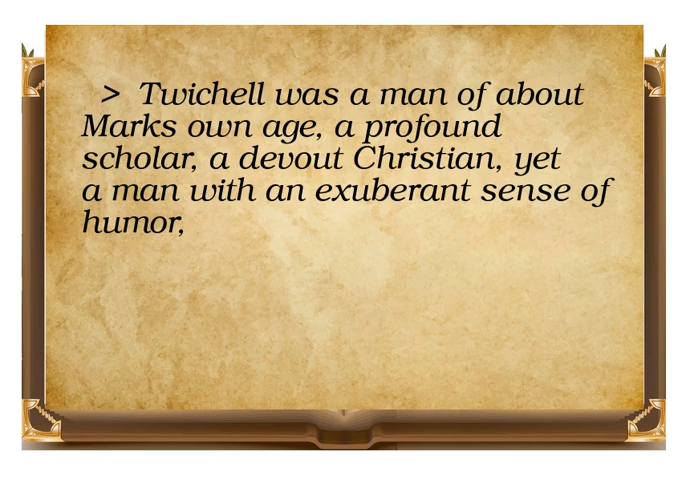 > Twichell was a man of about
Marks own age, a profound
scholar, a devout Christian, yet
a man with an exuberant sense of
humor,